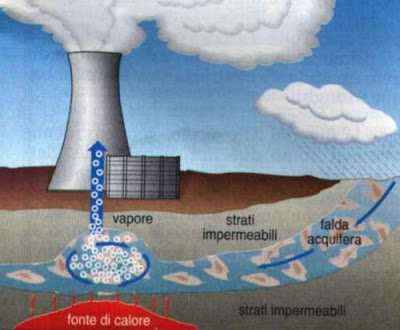 vapore
strati
impermeabili
falda
acquifera
strati impermeabili
fonte di calore